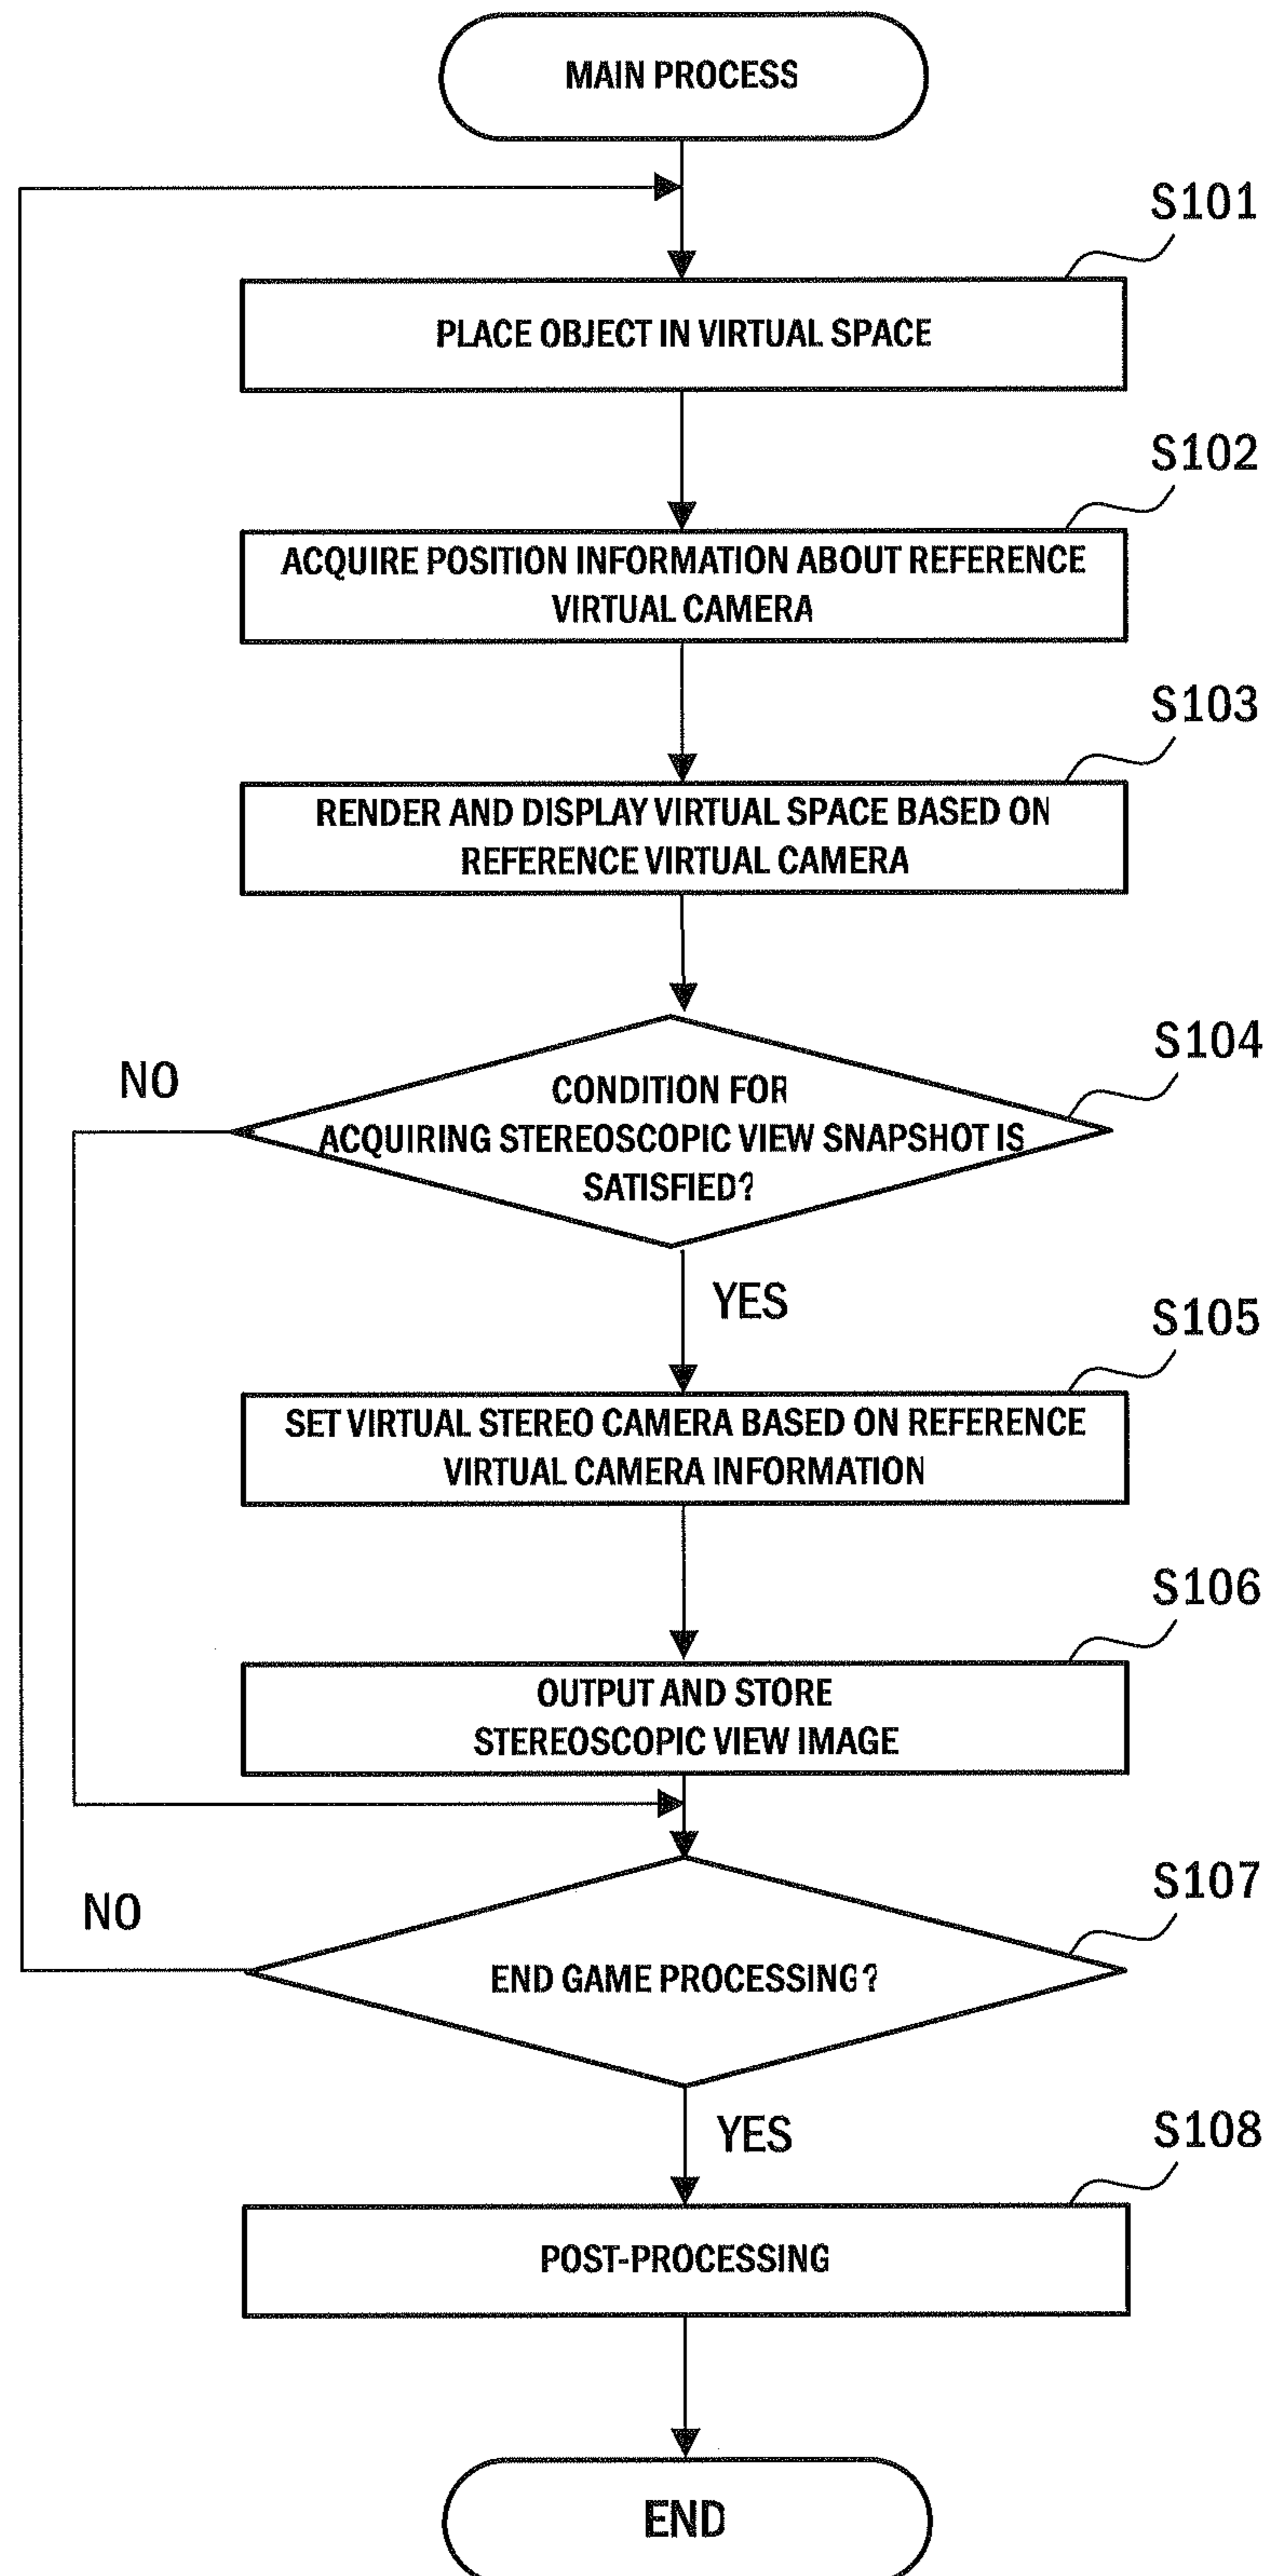 MAIN PROCESS
S101
PLACE OBJECT IN VIRTUAL SPACE
S102
ACQUIRE POSITION INFORMATION ABOUT REFERENCE
VIRTUAL CAMERA
S103
RENDER AND DISPLAY VIRTUAL SPACE BASED ON
REFERENCE VIRTUAL CAMERA
S104
NO
CONDITION FOR
ACQUIRING STEREOSCOPIC VIEW SNAPSHOT IS
SATISFIED?
YES
S105
SET VIRTUAL STEREO CAMERA BASED ON REFERENCE
VIRTUAL CAMERA INFORMATION
S106
OUTPUT AND STORE
STEREOSCOPIC VIEW IMAGE
S107
NO
END GAME PROCESSING?
YES
S108
POST-PROCESSING
END